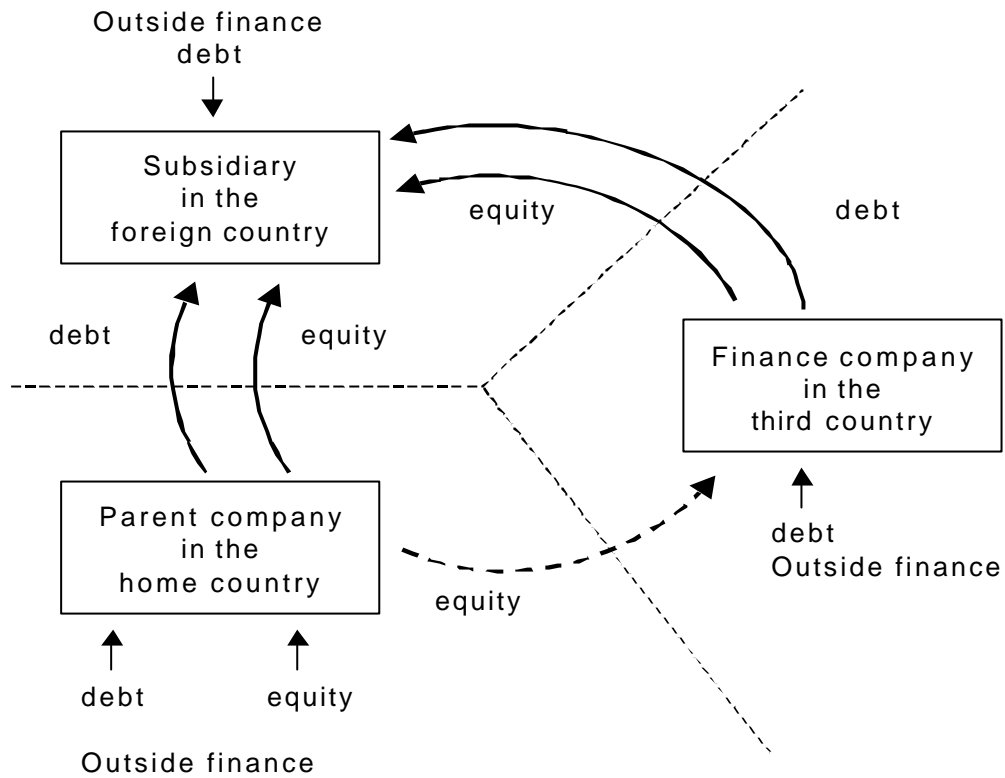 Outside finance
debt
Subsidiary
in the
foreign country
equity
debt
debt
equity
Finance company
in the
third country
Parent company
in the
home country
equity
debt
Outside finance
debt
equity
Outside finance